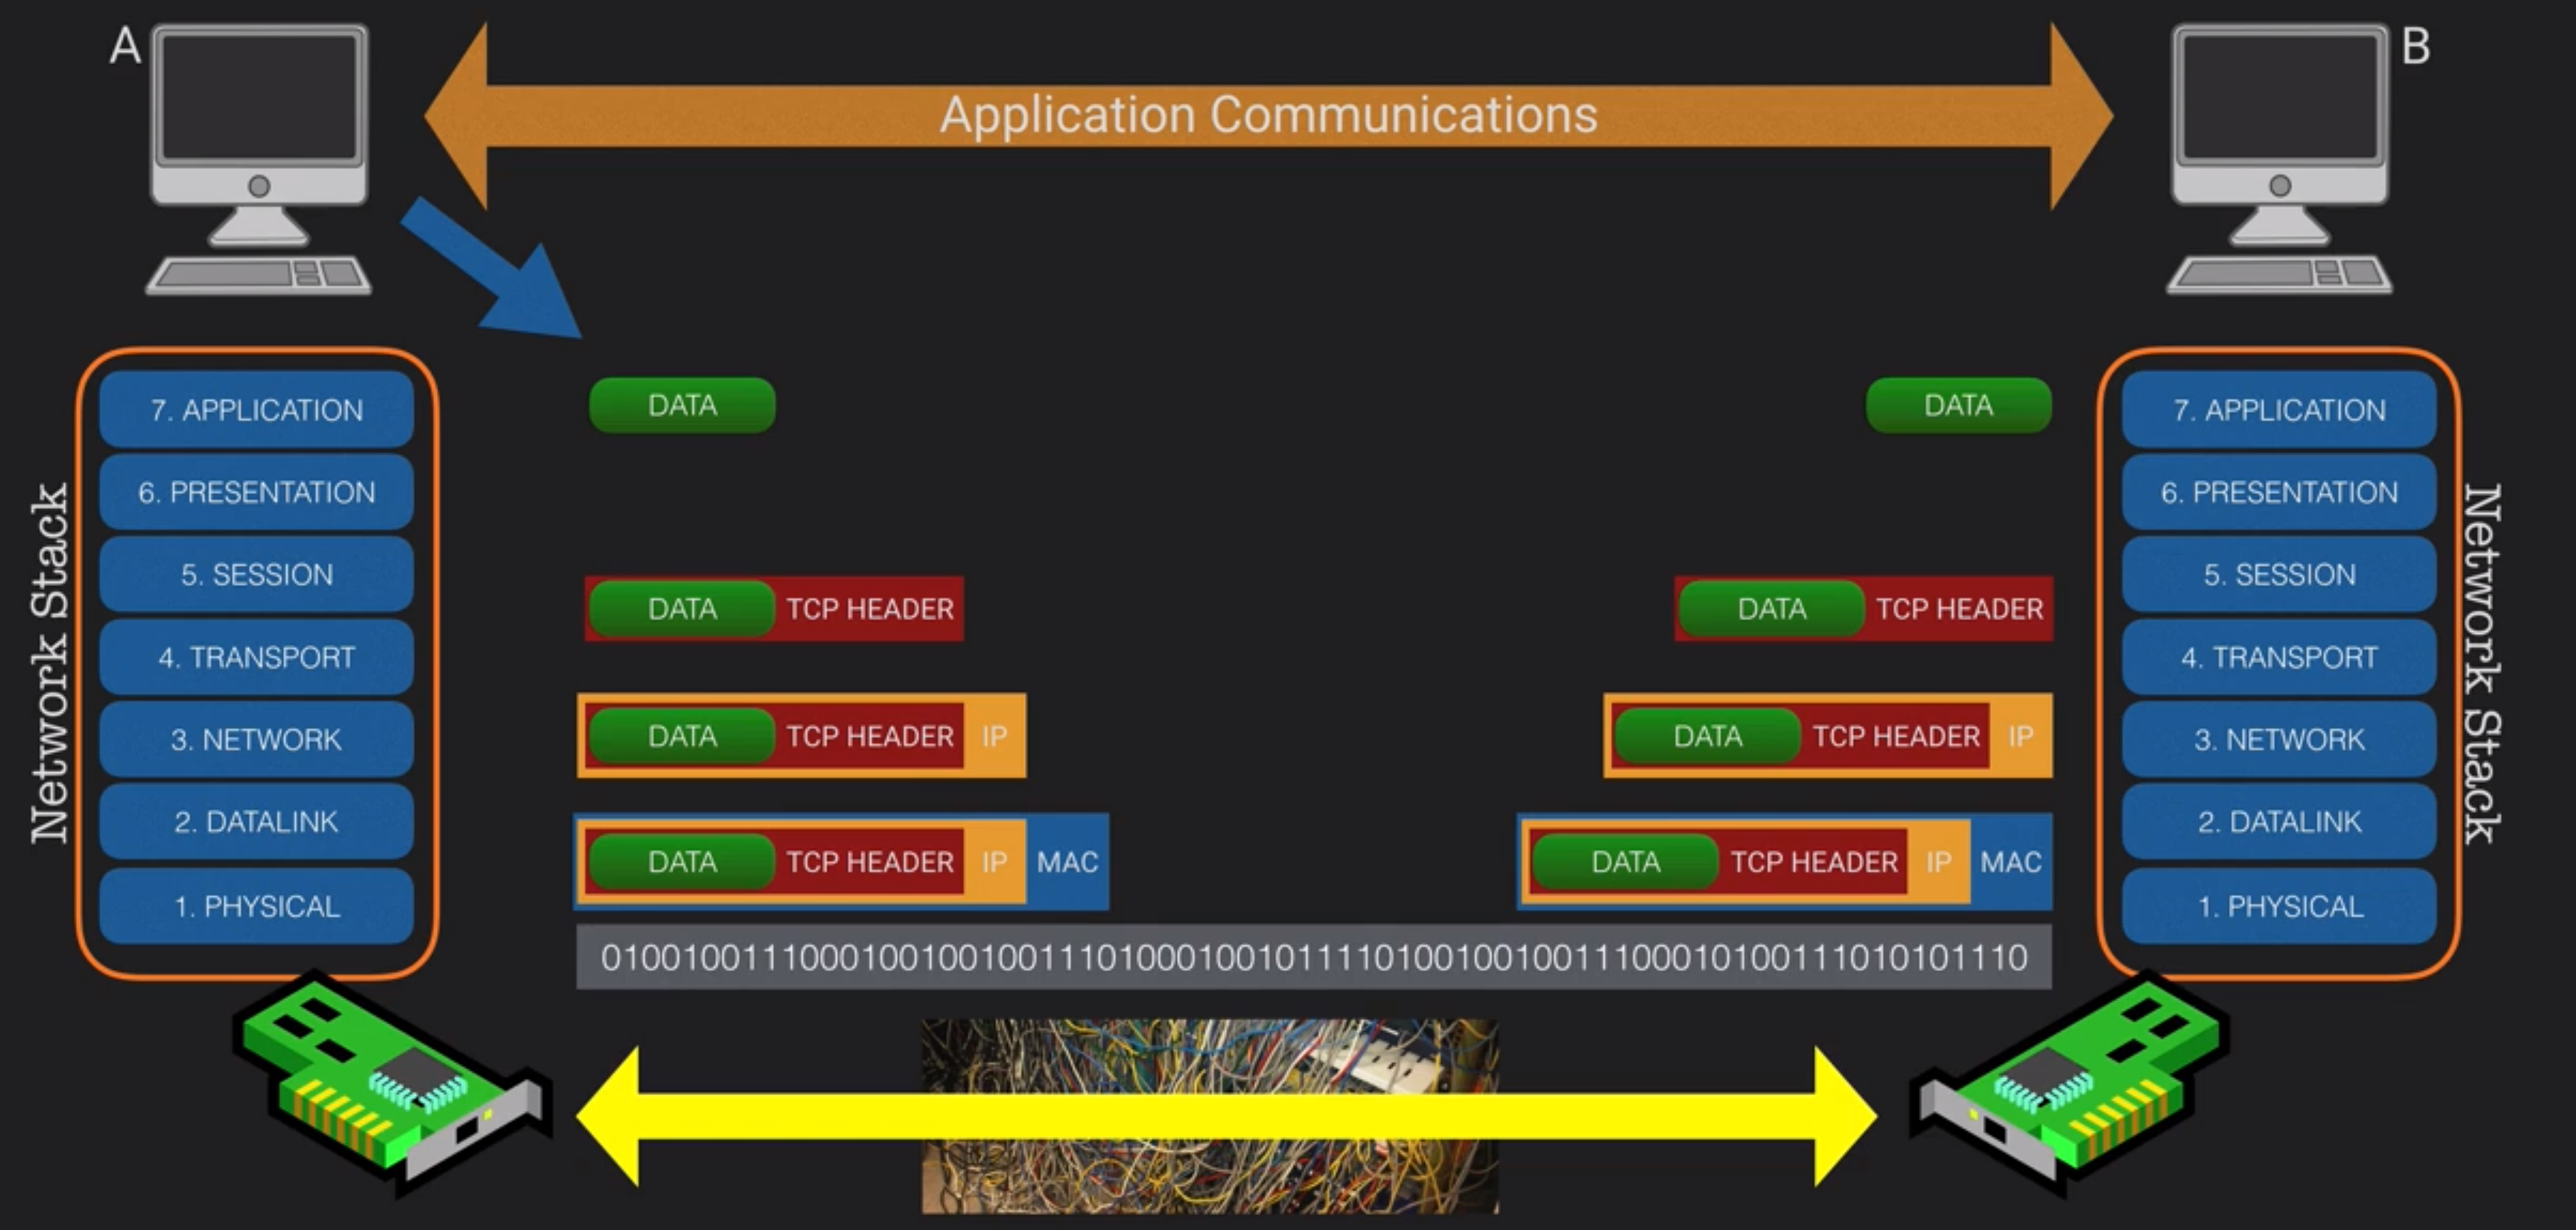 A
B
Application Communications
Network Stack
7. APPLICATION
6. PRESENTATION
5. SESSION
4. TRANSPORT
3. NETWORK
2. DATALINK
1. PHYSICAL
DATA
DATA TCP HEADER
DATA TCP HEADER IP
DATA TCP HEADER IP MAC
DATA
DATA TCP HEADER
DATA TCP HEADER IP
DATA TCP HEADER IP MAC
010010011100010010010011101000100101111010010010011100010100111010101110
7. APPLICATION
6. PRESENTATION
5. SESSION
4. TRANSPORT
3. NETWORK
2. DATALINK
1. PHYSICAL
Network Stack